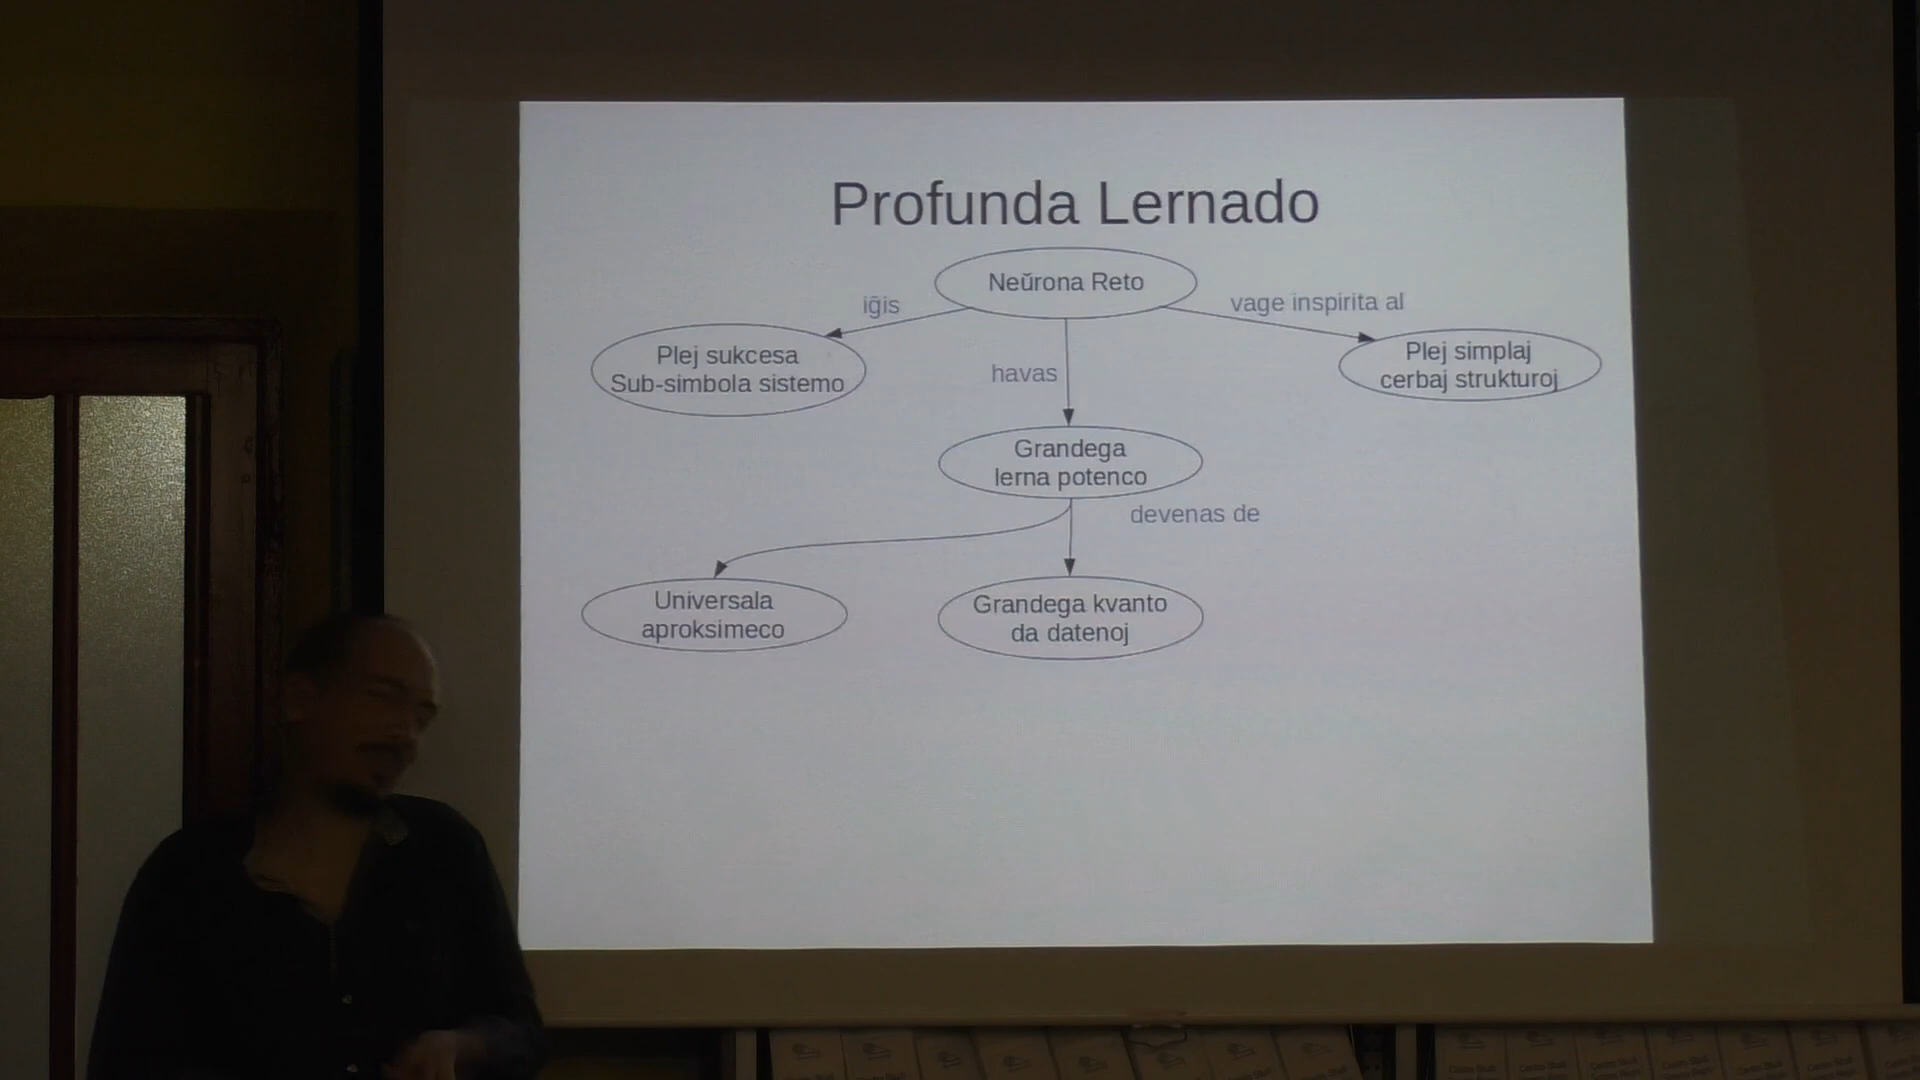 Profunda Lernado
Neŭrona Reto
iĝis
vage inspirita al
Plej sukcesa
Sub-simbola sistemo
havas
Plej simplaj
cerbaj strukturoj
Grandega
lerna potenco
devenas de
Universala
aproksimeco
Grandega kvanto
da datenoj